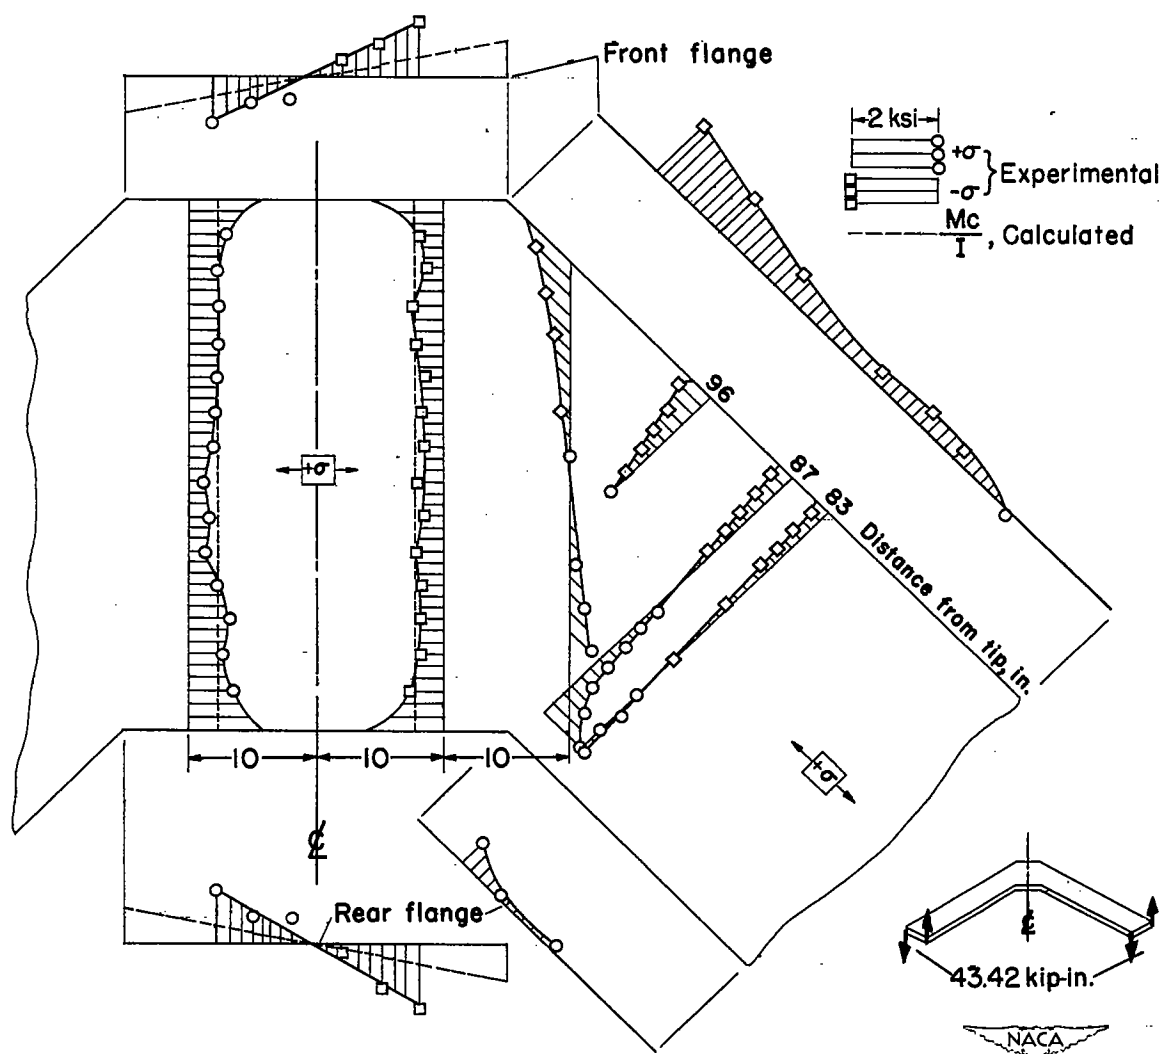 Front flange
2 ksi
+σ
-σ
Experimental
Mc/I, Calculated
96
87
83
Distance from tip, in.
+σ
10
10
10
+σ
℄
Rear flange
℄
43.42 kip-in.
NACA